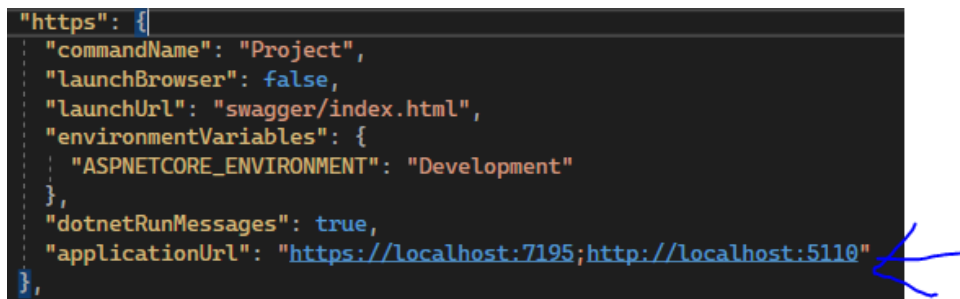 "https": {
"commandName": "Project",
"launchBrowser": false,
"launchUrl": "swagger/index.html",
"environmentVariables": {
"ASPNETCORE_ENVIRONMENT": "Development"
},
"dotnetRunMessages": true,
"applicationUrl": "https://localhost:7195;http://localhost:5110"
},